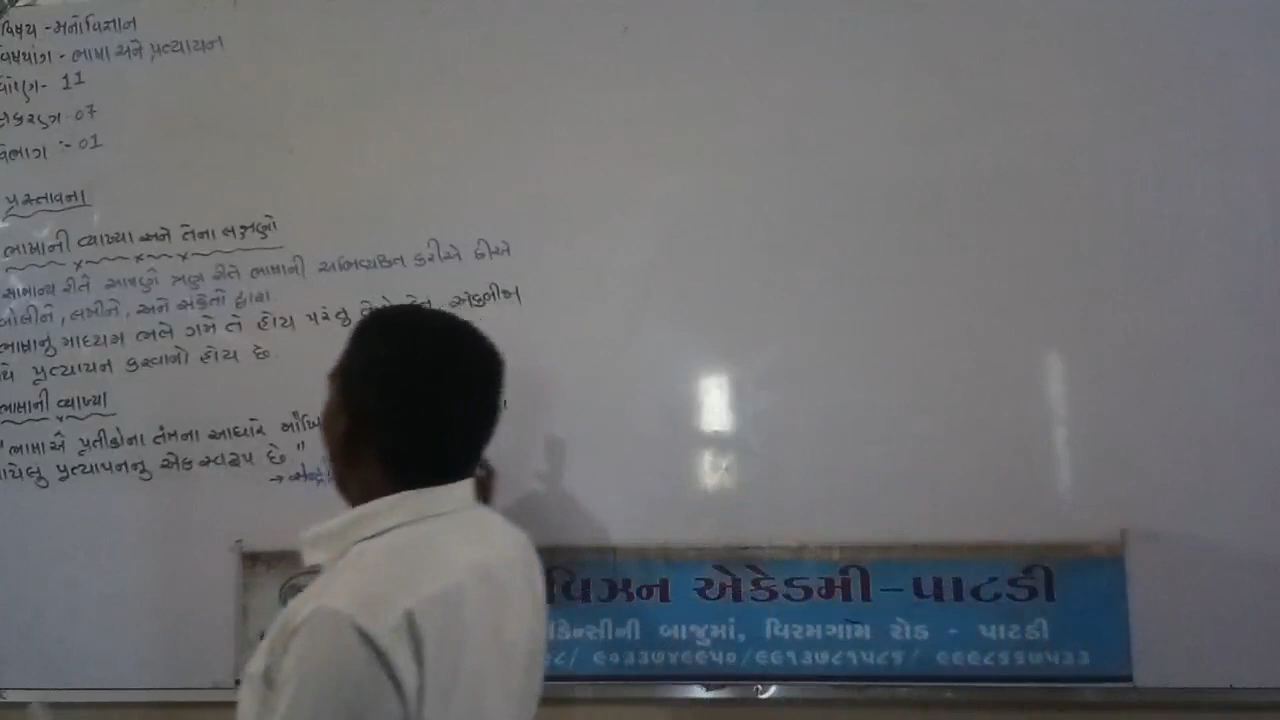 વિષય - મનોવિજ્ઞાન
વિષયાંગ - ભાષા અને પ્રત્યાયન
ધોરણ- 11
પ્રકરણ 07
વિભાગ :- 01
પ્રસ્તાવના
ભાષાની વ્યાખ્યા અને તેના લક્ષણો
સામાન્ય રીતે આપણે ત્રણ રીતે ભાષાની અભિવ્યક્તિ કરીએ છીએ
બોલીને, લખીને, અને સંકેતો દ્વારા
ભાષાનું માધ્યમ ભલે ગમે તે હોય પરંતુ એકબીજા
પ્રત્યાયન કરવાનો હોય છે.
ભાષાની વ્યાખ્યા
"ભાષા એ પ્રતીકોના તંત્રના આધારે
પ્રત્યાયનનું એક સ્વરૂપ છે"
વિઝન એકેડમી - પાટડી
બાજુમાં, વિરમગામ રોડ - પાટડી